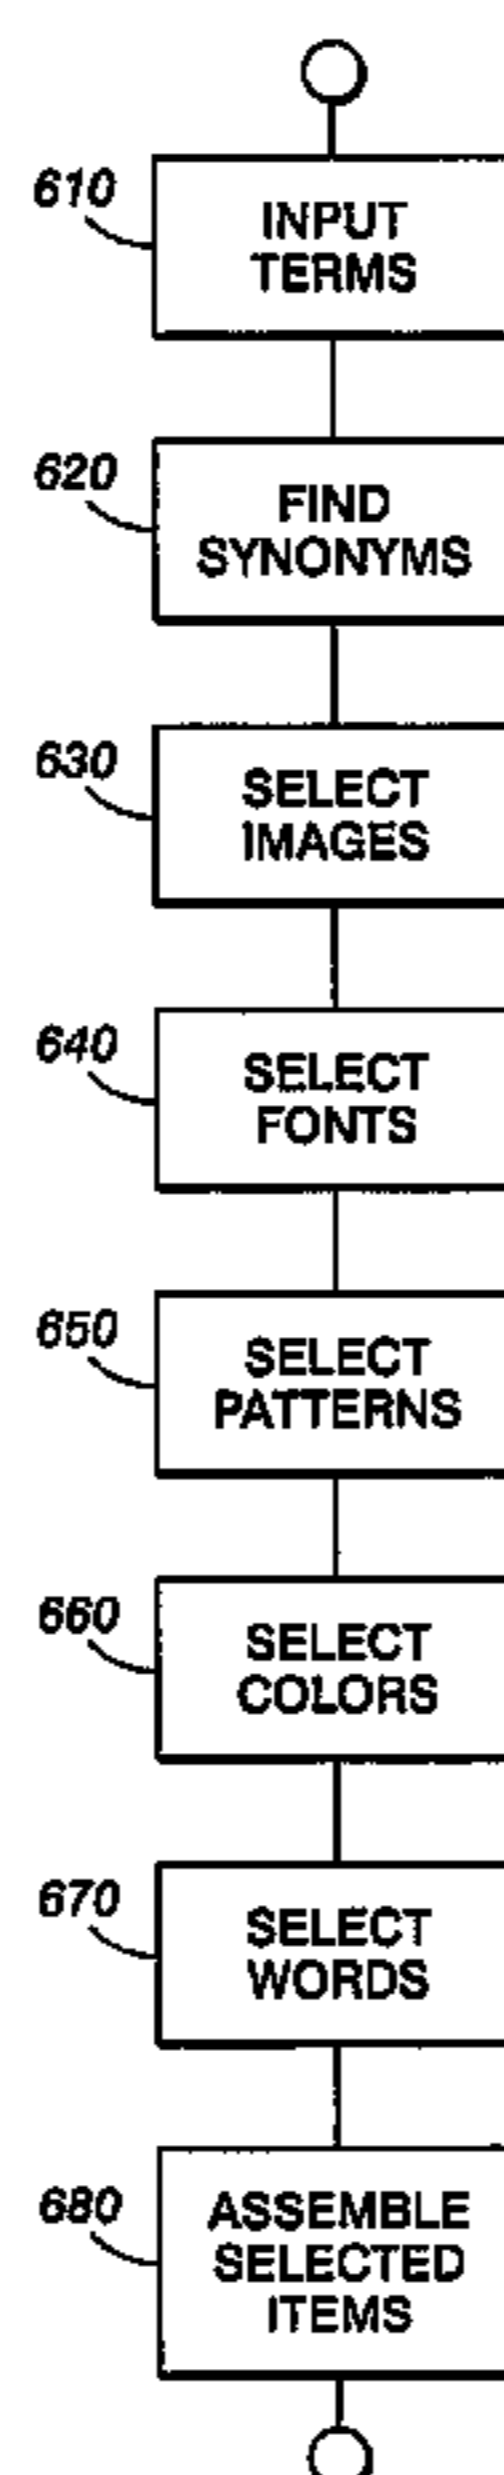 610
INPUT
TERMS
620
FIND
SYNONYMS
630
SELECT
IMAGES
640
SELECT
FONTS
650
SELECT
PATTERNS
660
SELECT
COLORS
670
SELECT
WORDS
680
ASSEMBLE
SELECTED
ITEMS